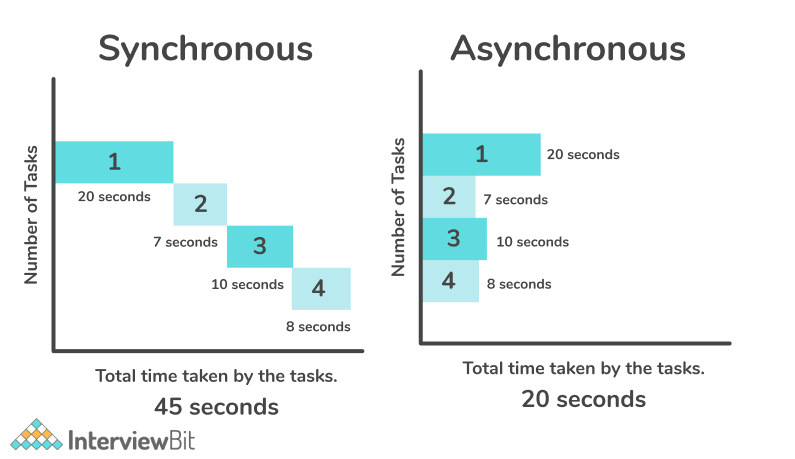 Synchronous
Number of Tasks
1
20 seconds
2
7 seconds
3
10 seconds
4
8 seconds
Total time taken by the tasks.
45 seconds
Asynchronous
Number of Tasks
1
20 seconds
2
7 seconds
3
10 seconds
4
8 seconds
Total time taken by the tasks.
20 seconds
InterviewBit